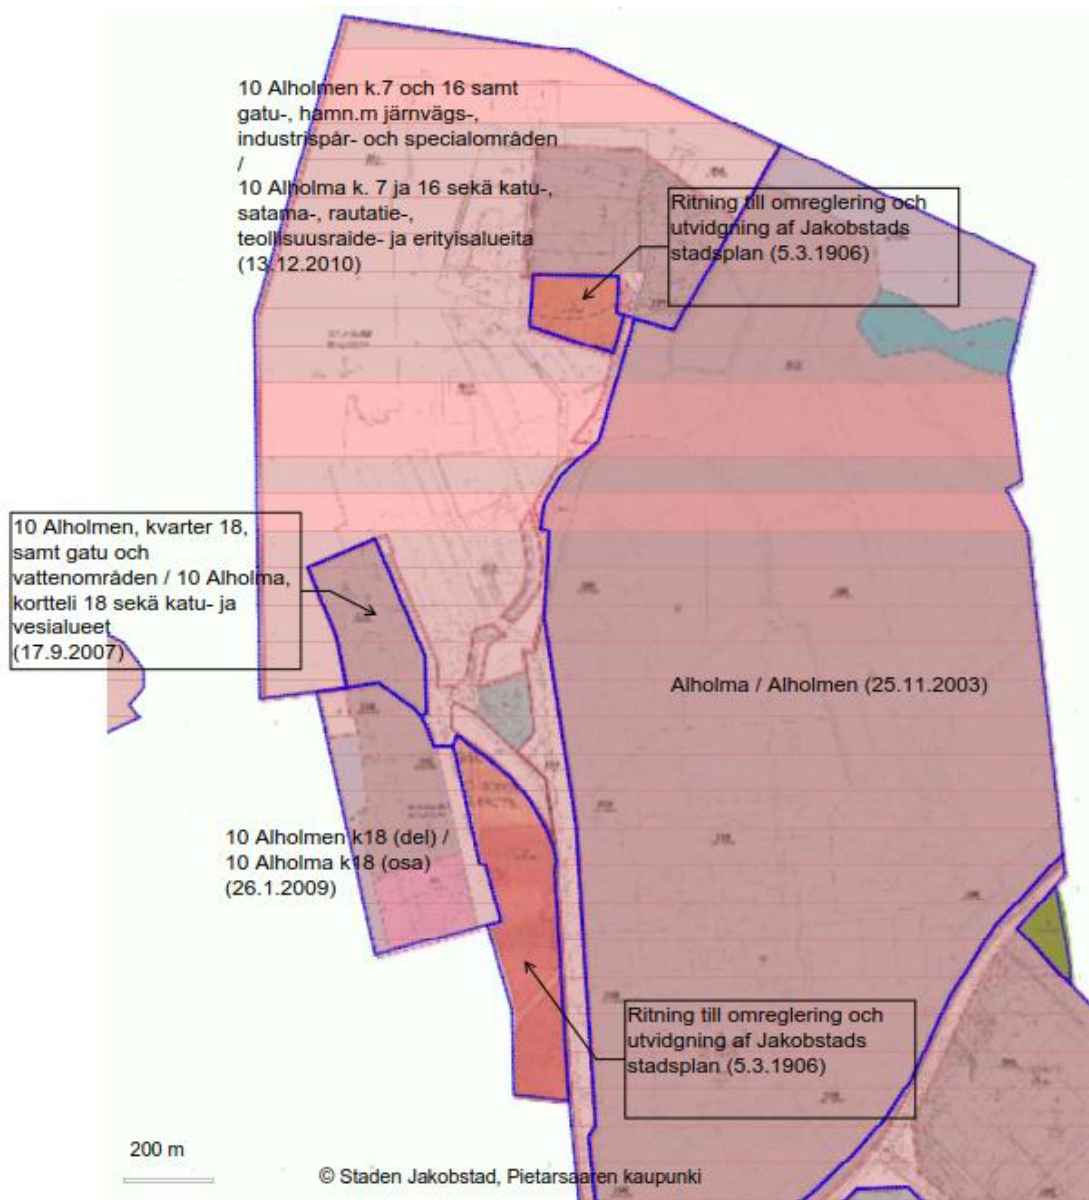 10 Alholmen k.7 och 16 samt
gatu-, hamn.m järnvägs-,
industrispår- och specialområden
/
10 Alholma k. 7 ja 16 sekä katu-,
satama-, rautatie-,
teollisuusraide- ja erityisalueita
(13.12.2010)
Ritning till omreglering och
utvidgning af Jakobstads
stadsplan (5.3.1906)
10 Alholmen, kvarter 18,
samt gatu och
vattenområden / 10 Alholma,
kortteli 18 sekä katu- ja
vesialueet
(17.9.2007)
Alholma / Alholmen (25.11.2003)
10 Alholmen k18 (del) /
10 Alholma k18 (osa)
(26.1.2009)
Ritning till omreglering och
utvidgning af Jakobstads
stadsplan (5.3.1906)
200 m
© Staden Jakobstad, Pietarsaaren kaupunki